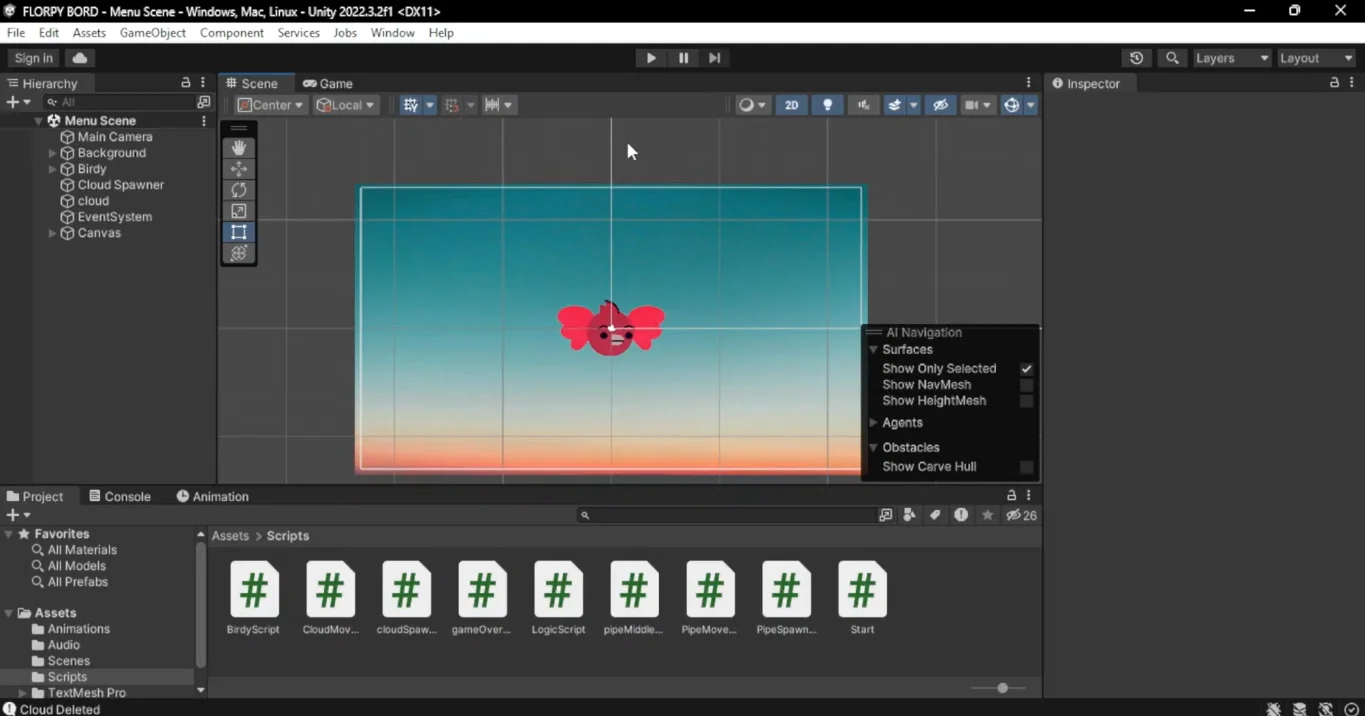 FLORPY BORD - Menu Scene - Windows, Mac, Linux - Unity 2022.3.2f1 <DX11>
File Edit Assets GameObject Component Services Jobs Window Help
Sign in
Layers Layout
Hierarchy
All
Menu Scene
Main Camera
Background
Birdy
Cloud Spawner
cloud
EventSystem
Canvas
Scene Game
Center Local 2D
AI Navigation
Surfaces
Show Only Selected
Show NavMesh
Show HeightMesh
Agents
Obstacles
Show Carve Hull
Inspector
Project Console Animation
26
Favorites
All Materials
All Models
All Prefabs
Assets
Animations
Audio
Scenes
Scripts
TextMesh Pro
Assets > Scripts
# # # # # # # # #
BirdyScript CloudMov... cloudSpaw... gameOver... LogicScript pipeMiddle... PipeMove... PipeSpawn... Start
Cloud Deleted